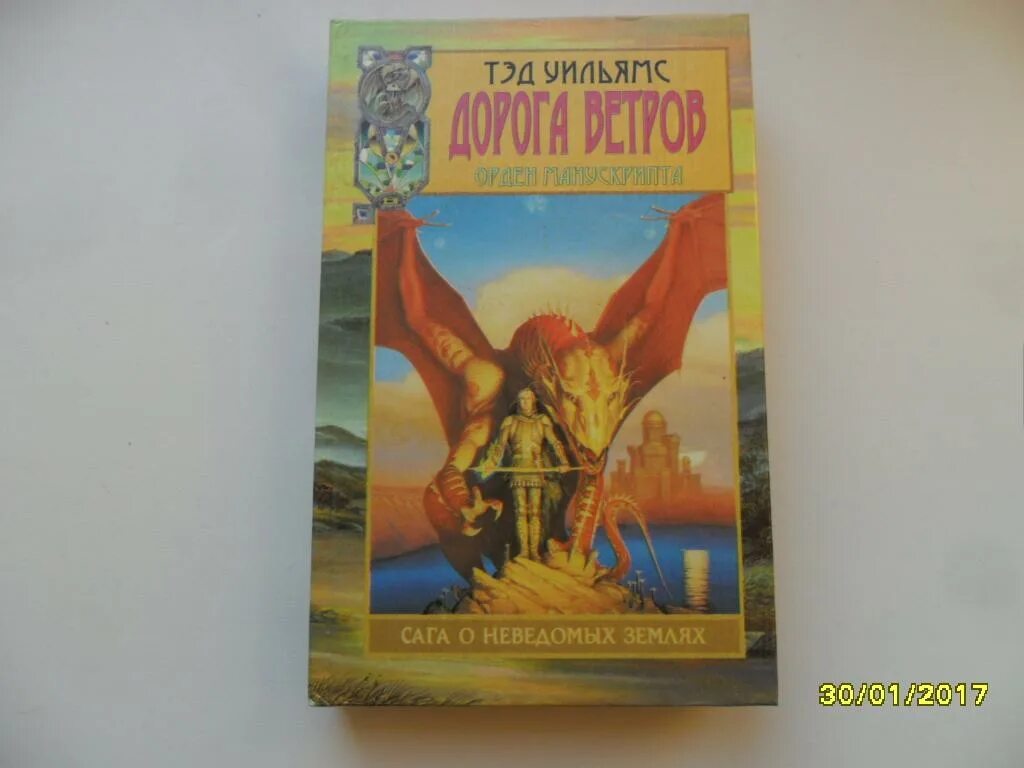 ТЭД УИЛЬЯМС
ДОРОГА ВЕТРОВ
ОРДЕН МАНУСКРИПТА
САГА О НЕВЕДОМЫХ ЗЕМЛЯХ
30/01/2017